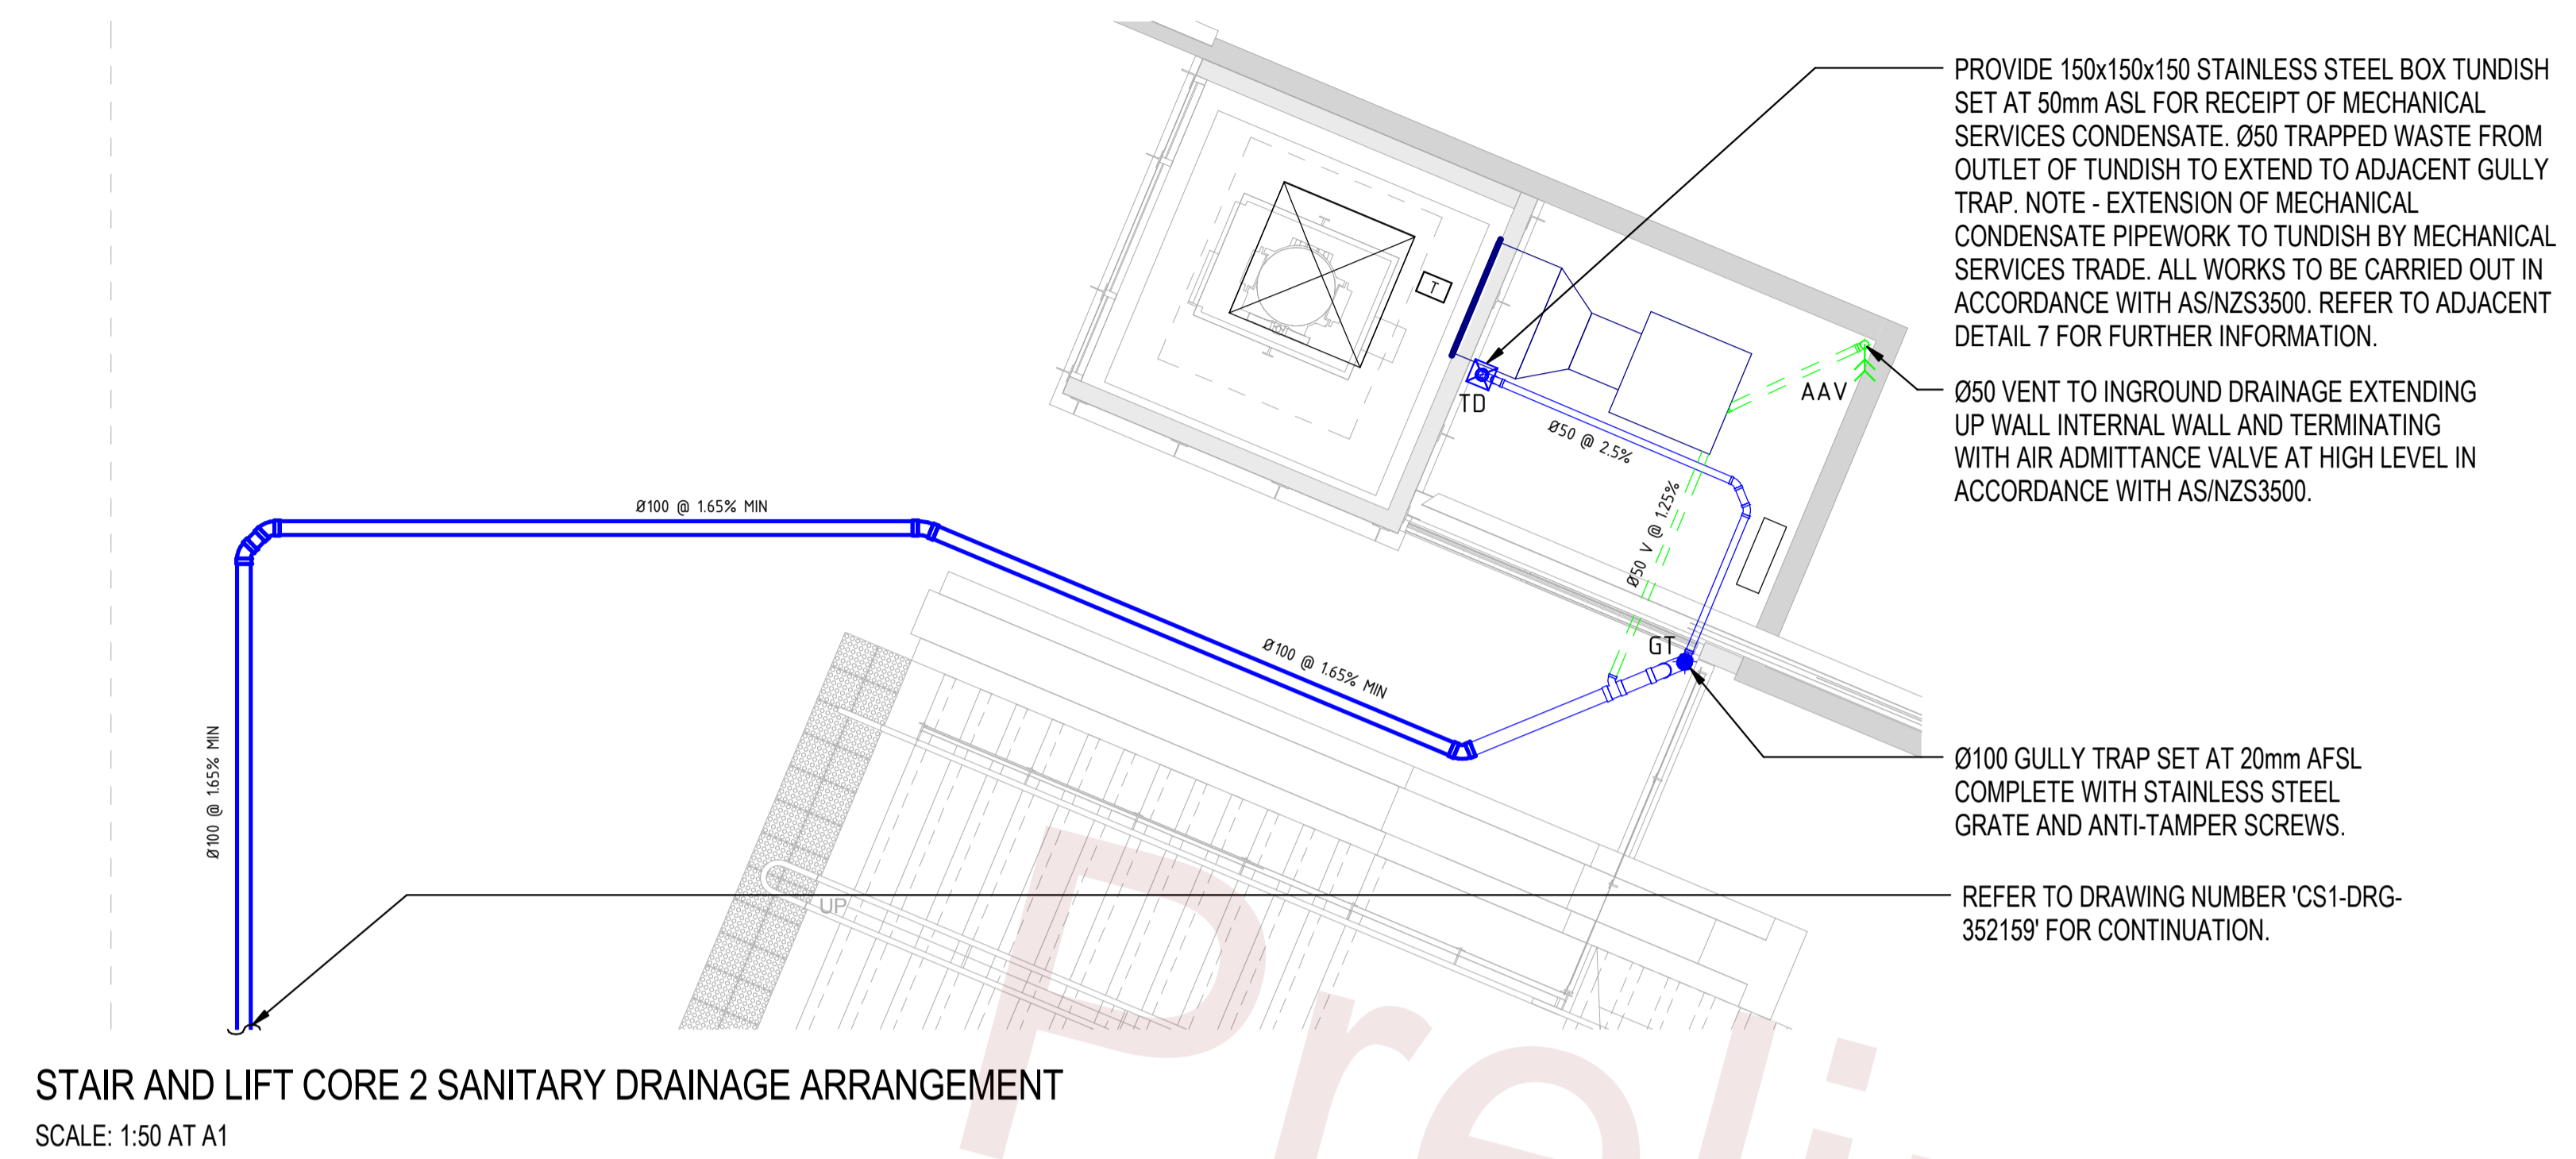 PROVIDE 150x150x150 STAINLESS STEEL BOX TUNDISH
SET AT 50mm ASL FOR RECEIPT OF MECHANICAL
SERVICES CONDENSATE. Ø50 TRAPPED WASTE FROM
OUTLET OF TUNDISH TO EXTEND TO ADJACENT GULLY
TRAP. NOTE - EXTENSION OF MECHANICAL
CONDENSATE PIPEWORK TO TUNDISH BY MECHANICAL
SERVICES TRADE. ALL WORKS TO BE CARRIED OUT IN
ACCORDANCE WITH AS/NZS3500. REFER TO ADJACENT
DETAIL 7 FOR FURTHER INFORMATION.
T
TD
AAV
Ø50 VENT TO INGROUND DRAINAGE EXTENDING
UP WALL INTERNAL WALL AND TERMINATING
WITH AIR ADMITTANCE VALVE AT HIGH LEVEL IN
ACCORDANCE WITH AS/NZS3500.
Ø50 @ 2.5%
Ø50 V @ 1.25%
Ø100 @ 1.65% MIN
Ø100 @ 1.65% MIN
Ø100 @ 1.65% MIN
GT
Ø100 GULLY TRAP SET AT 20mm AFSL
COMPLETE WITH STAINLESS STEEL
GRATE AND ANTI-TAMPER SCREWS.
UP
REFER TO DRAWING NUMBER 'CS1-DRG-
352159' FOR CONTINUATION.
Preli
STAIR AND LIFT CORE 2 SANITARY DRAINAGE ARRANGEMENT
SCALE: 1:50 AT A1